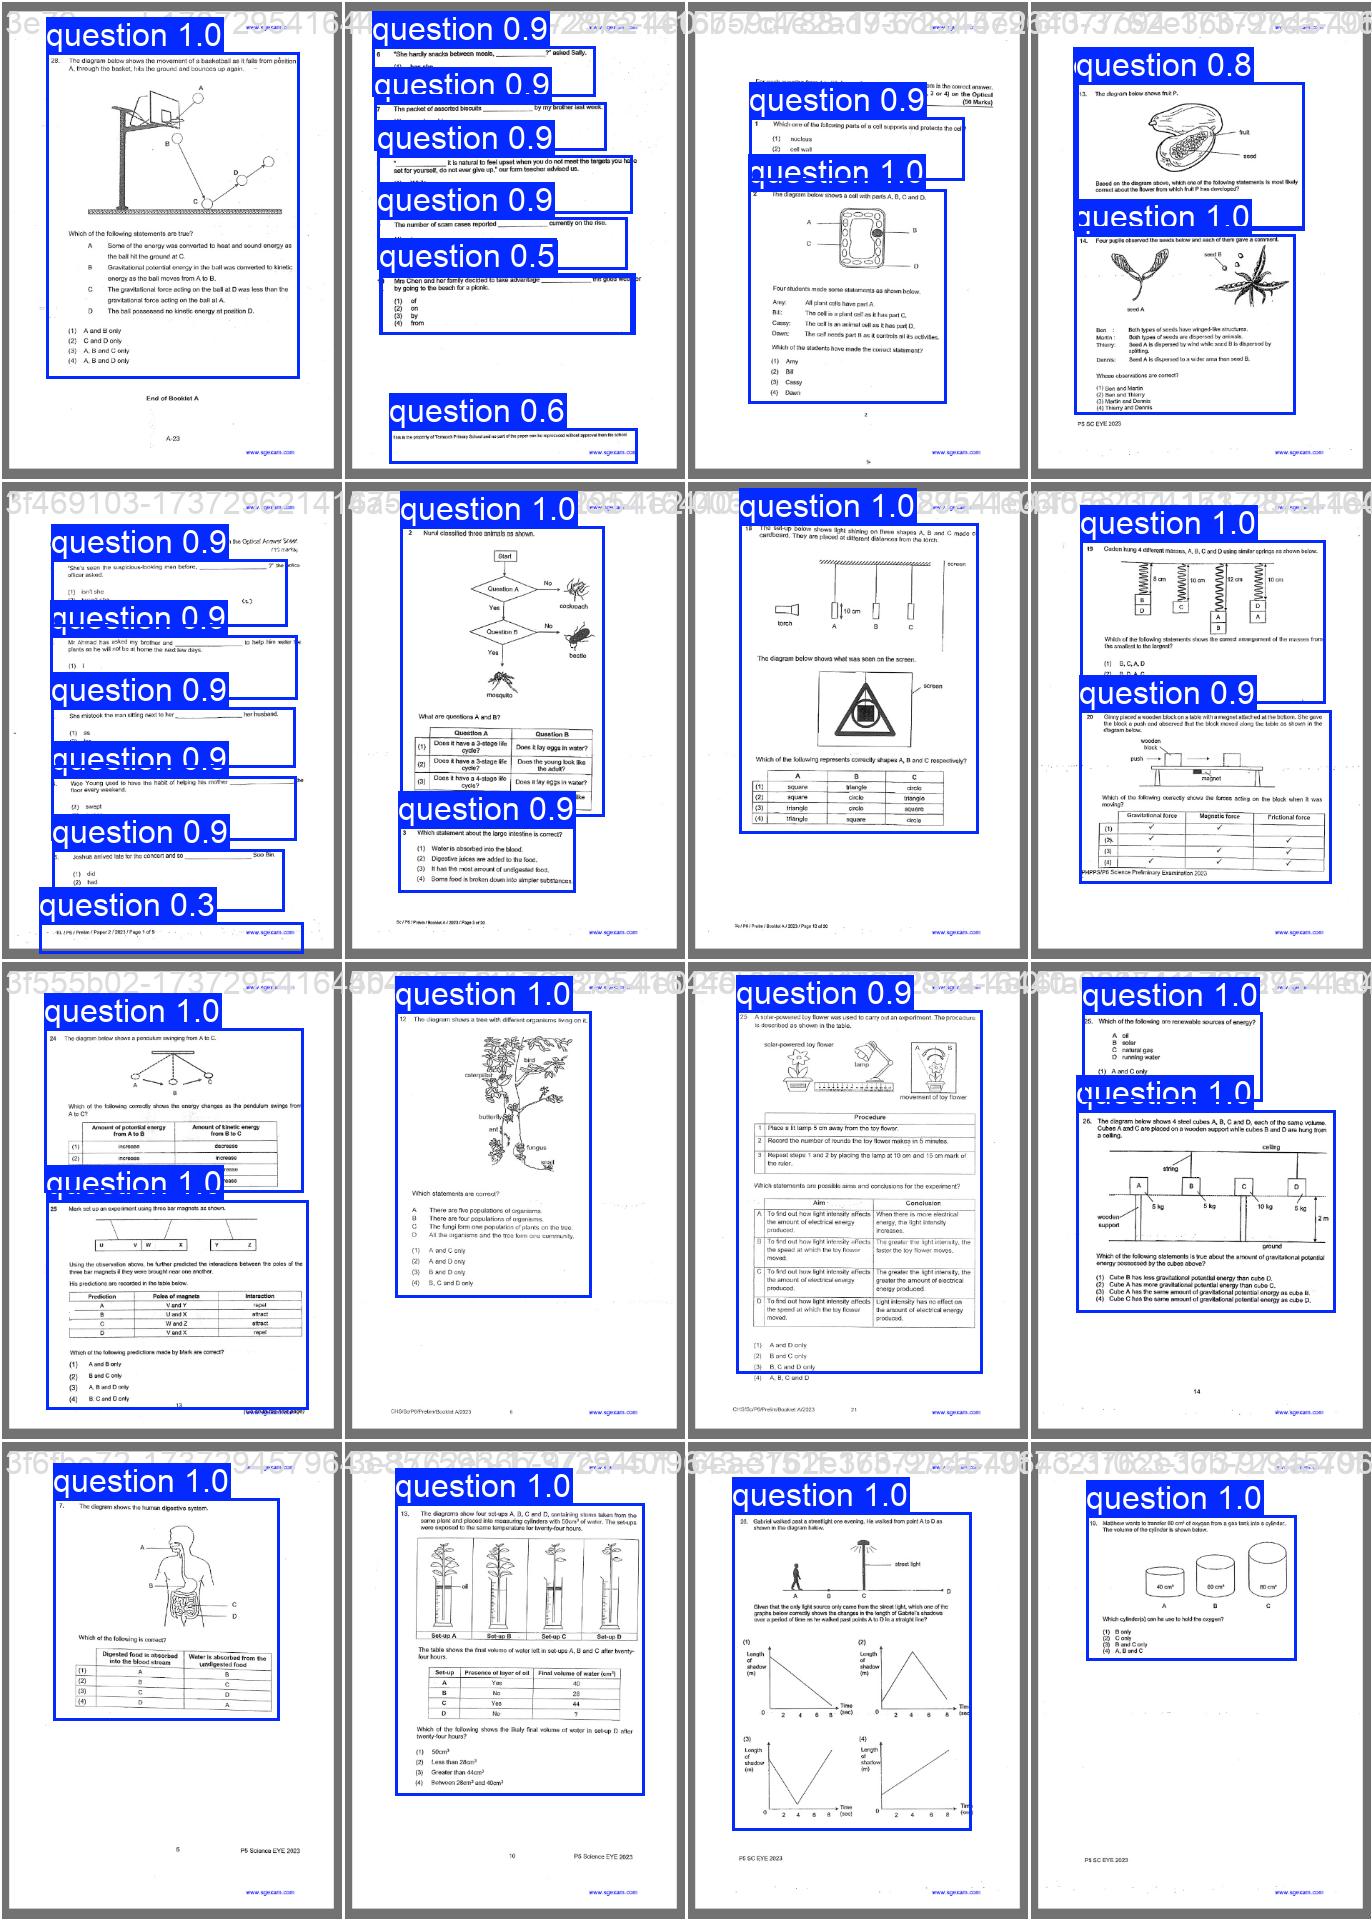 question 1.0
28. The diagram below shows the movement of a basketball as it falls from position
A, through the basket, hits the ground and bounces up again.
A
B
D
C
Which of the following statements are true?
A Some of the energy was converted to heat and sound energy as
the ball hit the ground at C.
B Gravitational potential energy in the ball was converted to kinetic
energy as the ball moves from A to B.
C The gravitational force acting on the ball at D was less than the
gravitational force acting on the ball at A.
D The ball possessed no kinetic energy at position D.
(1) A and B only
(2) C and D only
(3) A, B and C only
(4) A, B and D only
End of Booklet A
A-23
www.sgexam.com
question 0.9
6 "She hardly snacks between meals, ?" asked Sally.
question 0.9
7 The packet of assorted biscuits by my brother last week.
question 0.9
" it is natural to feel upset when you do not meet the targets you have
set for yourself, do not ever give up," our form teacher advised us.
question 0.9
The number of scam cases reported currently on the rise.
question 0.5
Mrs Chen and her family decided to take advantage this good weather
by going to the beach for a picnic.
(1) of
(2) on
(3) by
(4) from
question 0.6
www.sgexam.com
question 0.9
1 Which one of the following parts of a cell supports and protects the cell
(1) nucleus
(2) cell wall
(56 Marks)
question 1.0
2 The diagram below shows a cell with parts A, B, C and D.
A
B
C
D
Four students made some statements as shown below.
Amy: All plant cells have part A.
Bill: The cell is a plant cell as it has part C.
Cassy: The cell is an animal cell as it has part D.
Dawn: The cell needs part B as it controls all its activities.
Which of the students have made the correct statement?
(1) Amy
(2) Bill
(3) Cassy
(4) Dawn
2
question 0.8
13. The diagram below shows fruit P.
fruit
seed
Based on the diagram above, which one of the following statements is most likely
correct about the flower from which fruit P has developed?
question 1.0
14. Four pupils observed the seeds below and each of them gave a comment.
seed B
seed A
Ben : Both types of seeds have winged-like structures.
Martin : Both types of seeds are dispersed by animals.
Thierry: Seed A is dispersed by wind while seed B is dispersed by
splitting.
Dennis: Seed A is dispersed to a wider area than seed B.
Whose observations are correct?
(1) Ben and Martin
(2) Ben and Thierry
(3) Martin and Dennis
(4) Thierry and Dennis
P5 SC EYE 2023
www.sgexam.com
question 0.9
"She's seen the suspicious-looking man before, ?" the police
officer asked.
(1) isn't she
question 0.9
Mr Ahmad has asked my brother and to help him water the
plants as he will not be at home the next few days.
(1) I
question 0.9
She mistook the man sitting next to her her husband.
(1) as
question 0.9
Woo Young used to have the habit of helping his mother the
floor every weekend.
(2) swept
question 0.9
Joshua arrived late for the concert and so Soo Bin.
(1) did
(2) had
question 0.3
www.sgexam.com
question 1.0
2 Nurul classified three animals as shown.
Start
Question A
No
cockroach
Yes
Question B
No
beetle
Yes
mosquito
What are questions A and B?
Question A Question B
(1) Does it have a 3-stage life cycle? Does it lay eggs in water?
(2) Does it have a 3-stage life cycle? Does the young look like the adult?
(3) Does it have a 4-stage life cycle? Does it lay eggs in water?
question 0.9
3 Which statement about the large intestine is correct?
(1) Water is absorbed into the blood.
(2) Digestive juices are added to the food.
(3) It has the most amount of undigested food.
(4) Some food is broken down into simpler substances
Sc / P6 / Prelim / Booklet A / 2023 / Page 3 of 20
www.sgexam.com
question 1.0
18 The set-up below shows light shining on three shapes A, B and C made o
cardboard. They are placed at different distances from the torch.
screen
10 cm
torch
A B C
The diagram below shows what was seen on the screen.
screen
Which of the following represents correctly shapes A, B and C respectively?
A B C
(1) square triangle circle
(2) square circle triangle
(3) triangle circle square
(4) triangle square circle
www.sgexam.com
question 1.0
19 Gaden hung 4 different masses, A, B, C and D using similar springs as shown below.
8 cm 10 cm 12 cm 10 cm
B D C A B D A
Which of the following statements shows the correct arrangement of the masses from
the smallest to the largest?
(1) B, C, A, D
question 0.9
20 Ginny placed a wooden block on a table with a magnet attached at the bottom. She gave
the block a push and observed that the block moved along the table as shown in the
diagram below.
wooden block
push
magnet
Which of the following correctly shows the forces acting on the block when it was
moving?
Gravitational force Magnetic force Frictional force
(1) ✓ ✓
(2) ✓ ✓
(3) ✓ ✓
(4) ✓ ✓ ✓
PHPPS/P6 Science Preliminary Examination 2023
www.sgexam.com
question 1.0
24 The diagram below shows a pendulum swinging from A to C.
A B C
Which of the following correctly shows the energy changes as the pendulum swings from
A to C?
Amount of potential energy from A to B Amount of kinetic energy from B to C
(1) increase decrease
(2) increase increase
question 1.0
25 Mark set up an experiment using three bar magnets as shown.
U V W X Y Z
Using the observation above, he further predicted the interactions between the poles of the
three bar magnets if they were brought near one another.
His predictions are recorded in the table below.
Prediction Poles of magnets Interaction
A V and Y repel
B U and X attract
C W and Z attract
D V and X repel
Which of the following predictions made by Mark are correct?
(1) A and B only
(2) B and C only
(3) A, B and D only
(4) B, C and D only
13
question 1.0
12 The diagram shows a tree with different organisms living on it.
bird
caterpillar
butterfly
ant
fungus
snail
Which statements are correct?
A There are five populations of organisms.
B There are four populations of organisms.
C The fungi form one population of plants on the tree.
D All the organisms and the tree form one community.
(1) A and C only
(2) A and D only
(3) B and D only
(4) B, C and D only
CHS/Sc/P6/Prelim/Booklet A/2023 6
www.sgexam.com
question 0.9
23 A solar-powered toy flower was used to carry out an experiment. The procedure
is described as shown in the table.
solar-powered toy flower
lamp
A B
movement of toy flower
Procedure
1 Place a lit lamp 5 cm away from the toy flower.
2 Record the number of rounds the toy flower makes in 5 minutes.
3 Repeat steps 1 and 2 by placing the lamp at 10 cm and 15 cm mark of
the ruler.
Which statements are possible aims and conclusions for the experiment?
Aim Conclusion
A To find out how light intensity affects the amount of electrical energy produced. When there is more electrical energy, the light intensity increases.
B To find out how light intensity affects the speed at which the toy flower moved. The greater the light intensity, the faster the toy flower moves.
C To find out how light intensity affects the amount of electrical energy produced. The greater the light intensity, the greater the amount of electrical energy produced.
D To find out how light intensity affects the speed at which the toy flower moved. Light intensity has no effect on the amount of electrical energy produced.
(1) A and D only
(2) B and C only
(3) B, C and D only
(4) A, B, C and D
CHS/Sc/P6/Prelim/Booklet A/2023 21
www.sgexam.com
question 1.0
25. Which of the following are renewable sources of energy?
A oil
B solar
C natural gas
D running water
(1) A and C only
question 1.0
26. The diagram below shows 4 steel cubes A, B, C and D, each of the same volume.
Cubes A and C are placed on a wooden support while cubes B and D are hung from
a ceiling.
ceiling
string
A B C D
5 kg 5 kg 10 kg 5 kg
wooden support
2 m
ground
Which of the following statements is true about the amount of gravitational potential
energy possessed by the cubes above?
(1) Cube B has less gravitational potential energy than cube D.
(2) Cube A has more gravitational potential energy than cube C.
(3) Cube A has the same amount of gravitational potential energy as cube B.
(4) Cube C has the same amount of gravitational potential energy as cube D.
14
www.sgexam.com
question 1.0
7. The diagram shows the human digestive system.
A
B
C
D
Which of the following is correct?
Digested food is absorbed into the blood stream Water is absorbed from the undigested food
(1) A B
(2) B C
(3) C D
(4) D A
5 P5 Science EYE 2023
www.sgexam.com
question 1.0
13. The diagrams show four set-ups A, B, C and D, containing stems taken from the
same plant and placed into measuring cylinders with 50cm³ of water. The set-ups
were exposed to the same temperature for twenty-four hours.
oil
Set-up A Set-up B Set-up C Set-up D
The table shows the final volume of water left in set-ups A, B and C after twenty-
four hours.
Set-up Presence of layer of oil Final volume of water (cm³)
A Yes 40
B No 28
C Yes 44
D No ?
Which of the following shows the likely final volume of water in set-up D after
twenty-four hours?
(1) 50cm³
(2) Less than 28cm³
(3) Greater than 44cm³
(4) Between 28cm³ and 40cm³
10 P5 Science EYE 2023
www.sgexam.com
question 1.0
Gabriel walked past a streetlight one evening. He walked from point A to D as
shown in the diagram below.
street light
A B C D
Given that the only light source only came from the street light, which one of the
graphs below correctly shows the changes in the length of Gabriel's shadows
over a period of time as he walked past points A to D in a straight line?
(1) (2)
Length of shadow (m)
Length of shadow (m)
0 2 4 6 8 Time (sec)
0 2 4 6 8
(3) (4)
Length of shadow (m)
Length of shadow (m)
0 2 4 6 8 Time (sec)
0 2 4 6 8
P5 SC EYE 2023
www.sgexam.com
question 1.0
19. Matthew wants to transfer 80 cm³ of oxygen from a gas tank into a cylinder.
The volume of the cylinder is shown below.
40 cm³ 60 cm³ 80 cm³
A B C
Which cylinder(s) can he use to hold the oxygen?
(1) B only
(2) C only
(3) B and C only
(4) A, B and C
P5 SC EYE 2023
www.sgexam.com